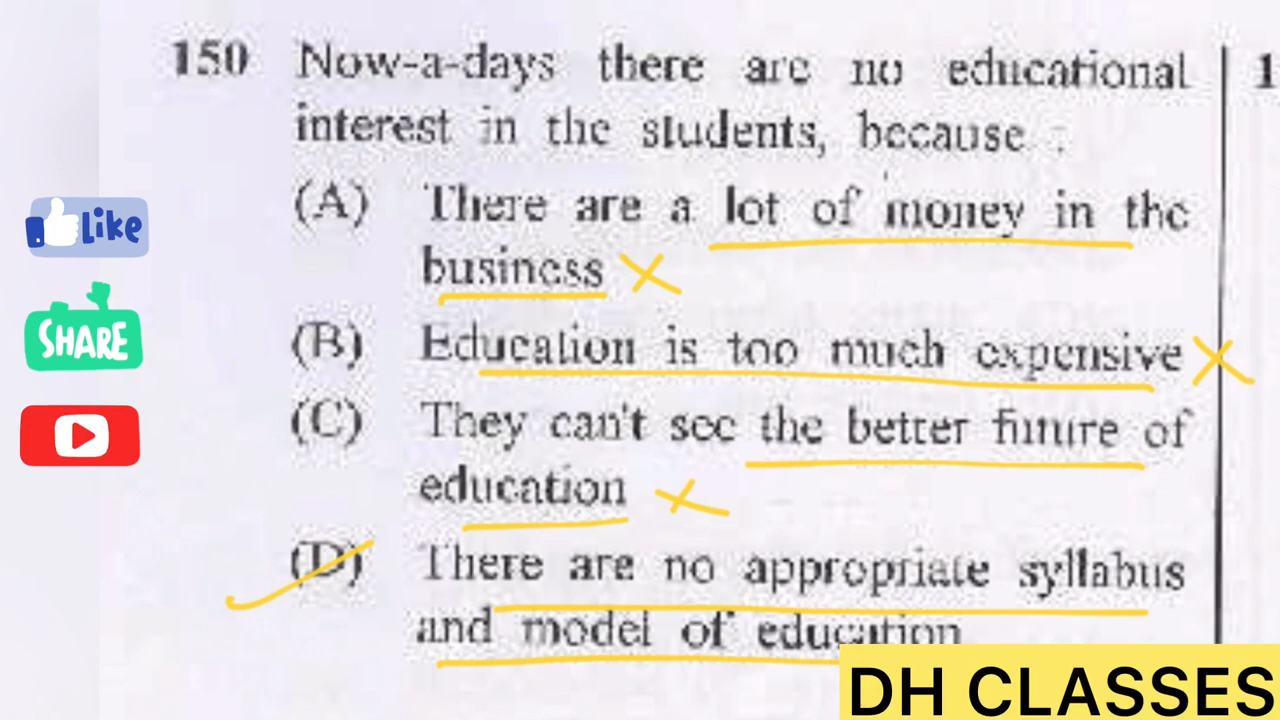 150 Now-a-days there are no educational
interest in the students, because :
(A) There are a lot of money in the
business
(B) Education is too much expensive
(C) They can't see the better future of
education
(D) There are no appropriate syllabus
and model of education
1
Like
SHARE
DH CLASSES